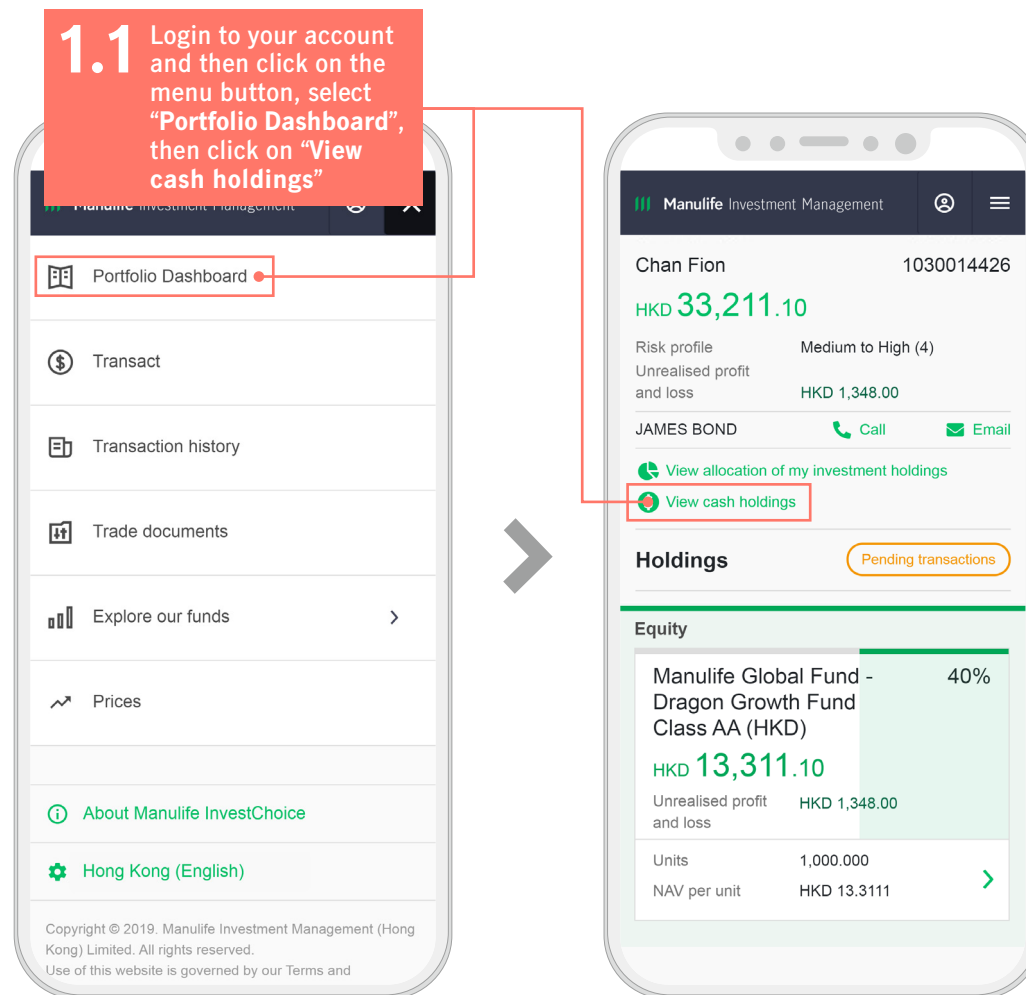 1.1 Login to your account
and then click on the
menu button, select
“Portfolio Dashboard”,
then click on “View
cash holdings”
Manulife Investment Management
Portfolio Dashboard
Transact
Transaction history
Trade documents
Explore our funds
Prices
About Manulife InvestChoice
Hong Kong (English)
Copyright © 2019. Manulife Investment Management (Hong
Kong) Limited. All rights reserved.
Use of this website is governed by our Terms and
Manulife Investment Management
Chan Fion 1030014426
HKD 33,211.10
Risk profile Medium to High (4)
Unrealised profit
and loss HKD 1,348.00
JAMES BOND Call Email
View allocation of my investment holdings
View cash holdings
Holdings Pending transactions
Equity
Manulife Global Fund - 40%
Dragon Growth Fund
Class AA (HKD)
HKD 13,311.10
Unrealised profit HKD 1,348.00
and loss
Units 1,000.000
NAV per unit HKD 13.3111